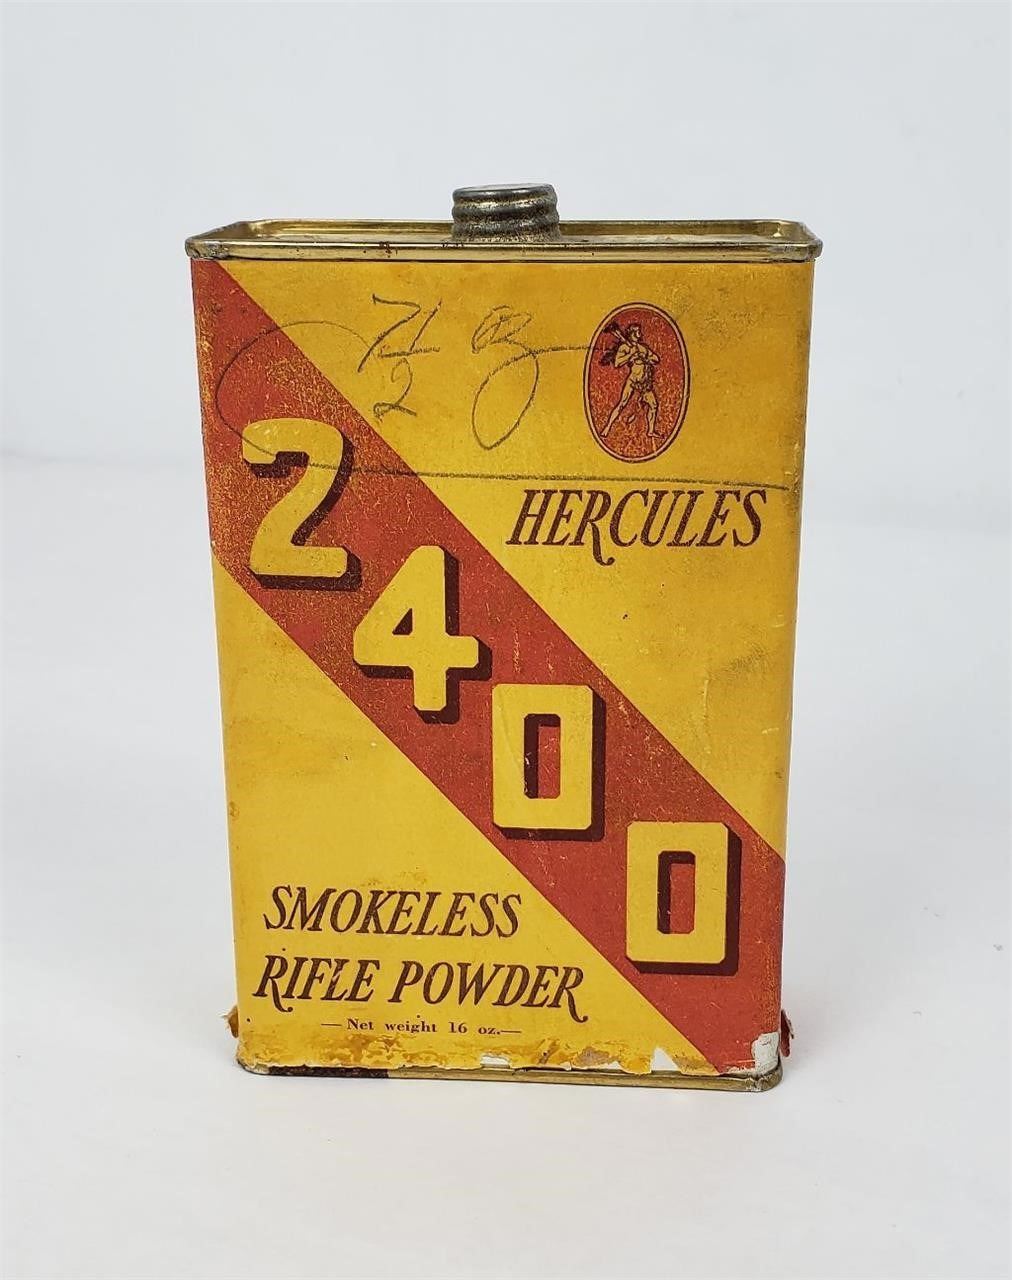 HERCULES
2400
SMOKELESS
RIFLE POWDER
— Net weight 16 oz.—